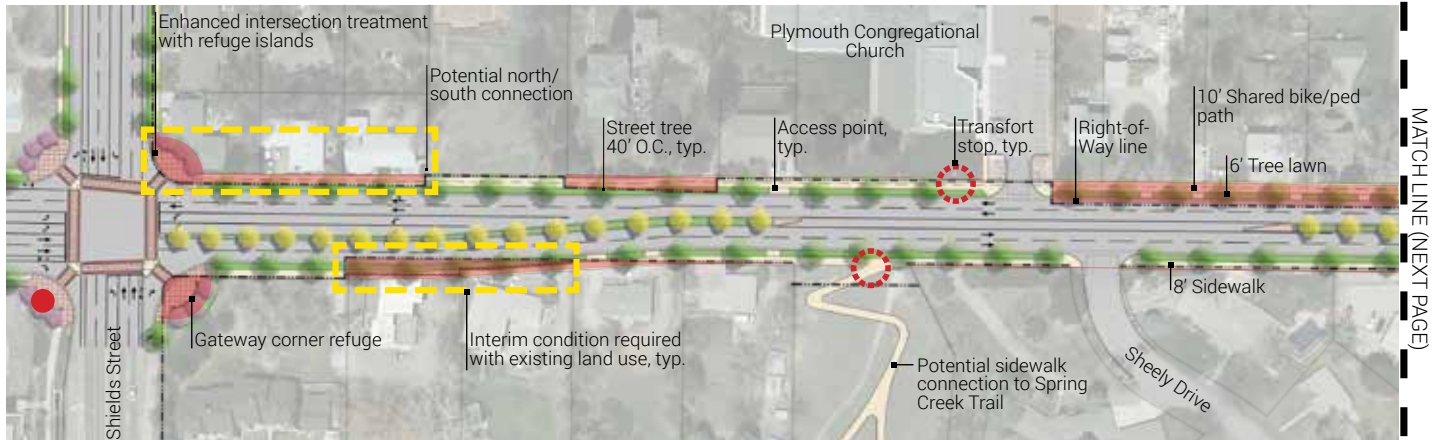 Enhanced intersection treatment
with refuge islands
Potential north/
south connection
Plymouth Congregational
Church
Street tree
40’ O.C., typ.
Access point,
typ.
Transfort
stop, typ.
Right-of-
Way line
10’ Shared bike/ped
path
6’ Tree lawn
MATCH LINE (NEXT PAGE)
8’ Sidewalk
Gateway corner refuge
Interim condition required
with existing land use, typ.
Potential sidewalk
connection to Spring
Creek Trail
Shields Street
Sheely Drive